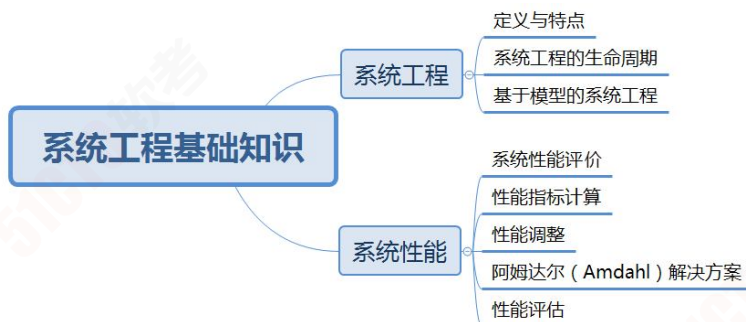 系统工程基础知识
系统工程
定义与特点
系统工程的生命周期
基于模型的系统工程
系统性能
系统性能评价
性能指标计算
性能调整
阿姆达尔（Amdahl）解决方案
性能评估